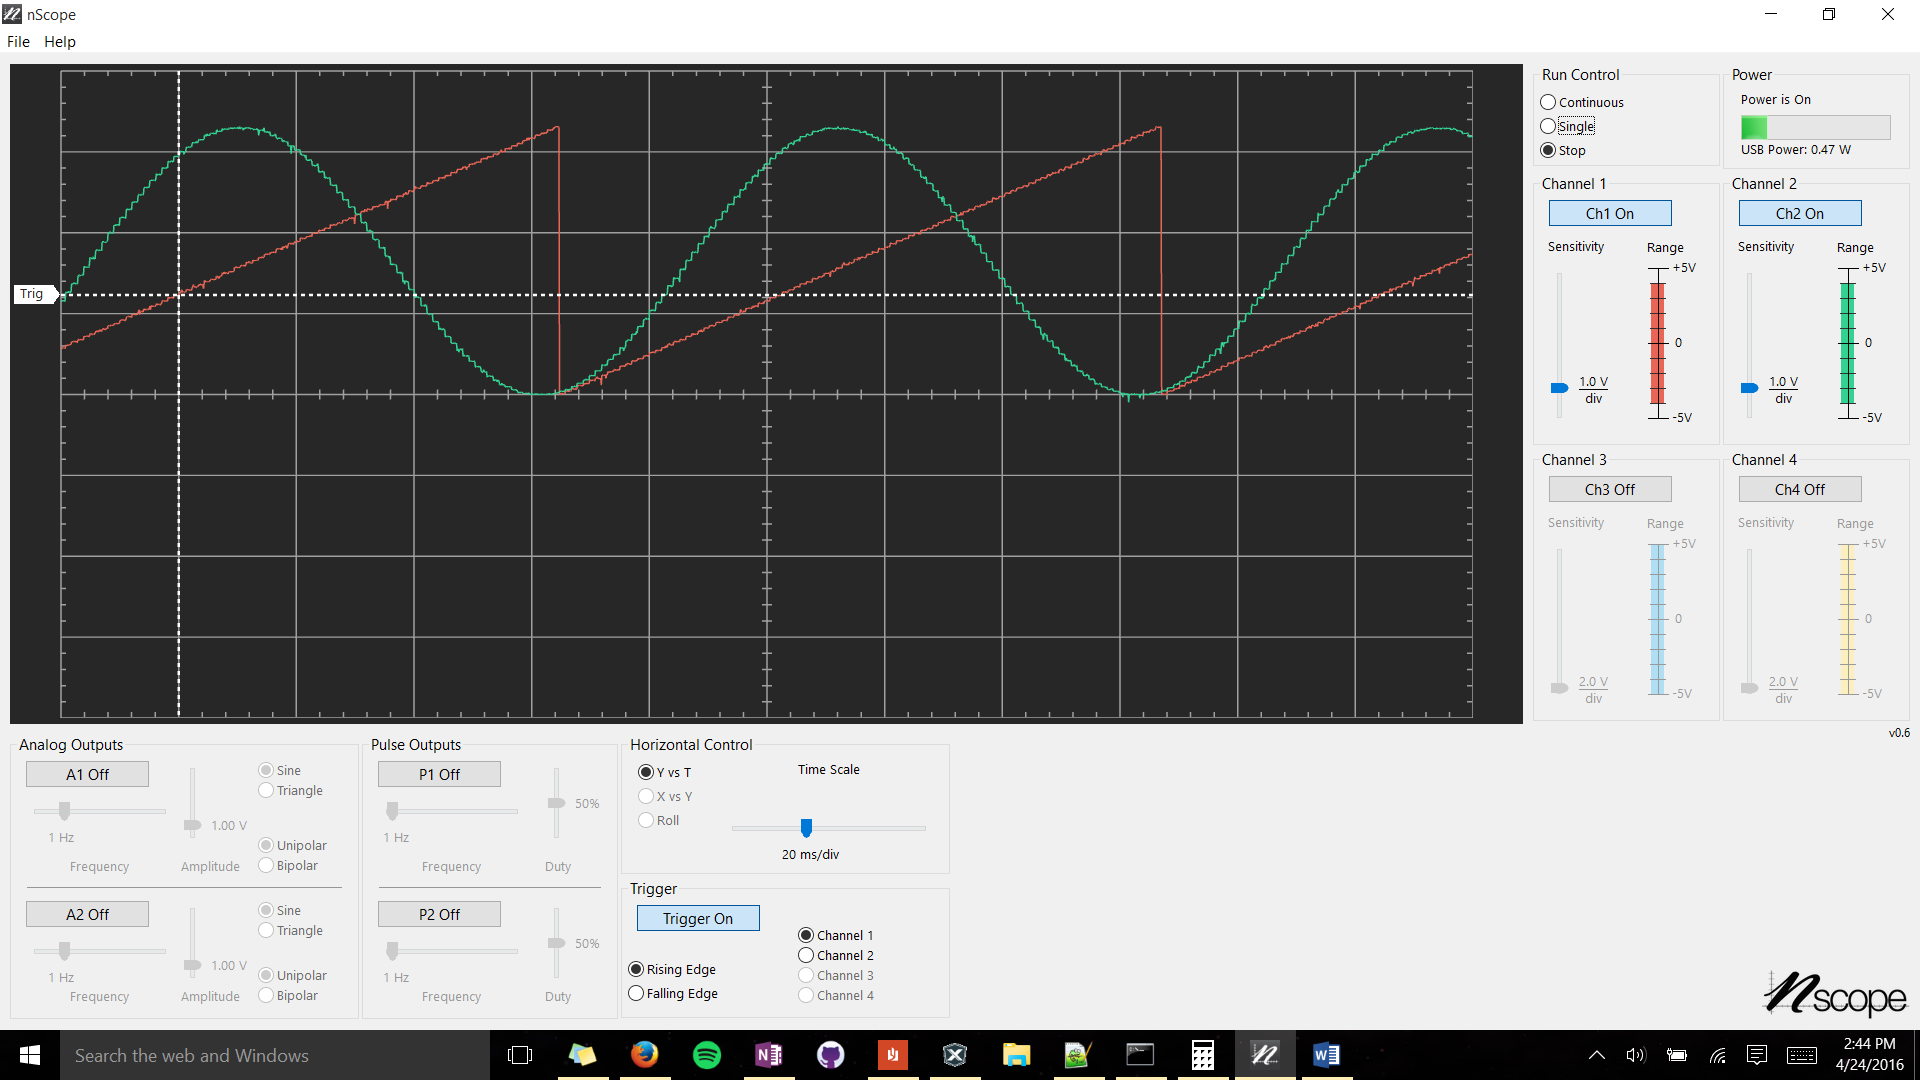 nScope
File Help
Trig
Run Control
Continuous
Single
Stop
Power
Power is On
USB Power: 0.47 W
Channel 1
Ch1 On
Sensitivity Range
+5V
0
-5V
1.0 V
div
Channel 2
Ch2 On
Sensitivity Range
+5V
0
-5V
1.0 V
div
Channel 3
Ch3 Off
Sensitivity Range
+5V
0
-5V
2.0 V
div
Channel 4
Ch4 Off
Sensitivity Range
+5V
0
-5V
2.0 V
div
v0.6
Analog Outputs
A1 Off
Sine
Triangle
1.00 V
1 Hz
Unipolar
Bipolar
Frequency Amplitude
A2 Off
Sine
Triangle
1.00 V
1 Hz
Unipolar
Bipolar
Frequency Amplitude
Pulse Outputs
P1 Off
50%
1 Hz
Frequency Duty
P2 Off
50%
1 Hz
Frequency Duty
Horizontal Control
Y vs T
X vs Y
Roll
Time Scale
20 ms/div
Trigger
Trigger On
Rising Edge
Falling Edge
Channel 1
Channel 2
Channel 3
Channel 4
nscope
Search the web and Windows
2:44 PM
4/24/2016